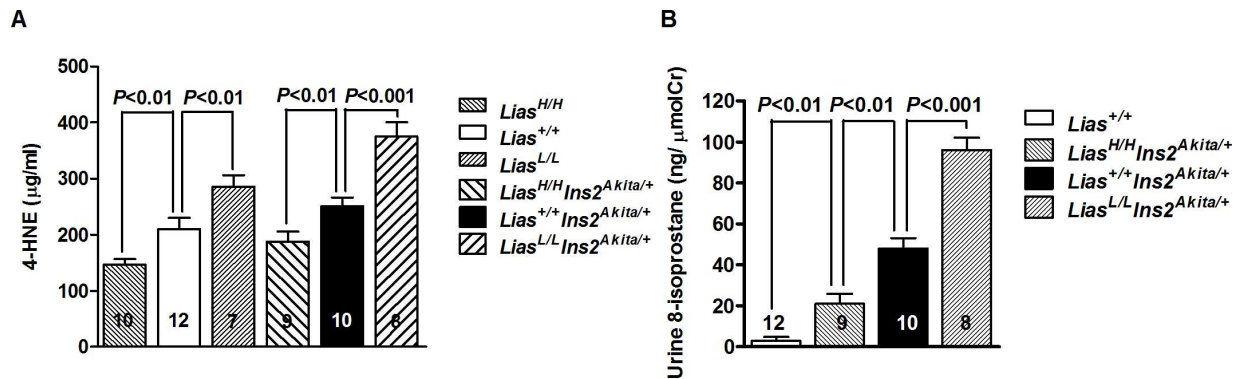 A
4-HNE (μg/ml)
500
400
300
200
100
0
P<0.01
P<0.01
P<0.01
P<0.001
10
12
7
9
10
8
Lias^H/H
Lias^+/+
Lias^L/L
Lias^H/H Ins2^Akita/+
Lias^+/+ Ins2^Akita/+
Lias^L/L Ins2^Akita/+
B
Urine 8-isoprostane (ng/ μmolCr)
120
100
80
60
40
20
0
P<0.01
P<0.01
P<0.001
12
9
10
8
Lias^+/+
Lias^H/H Ins2^Akita/+
Lias^+/+ Ins2^Akita/+
Lias^L/L Ins2^Akita/+